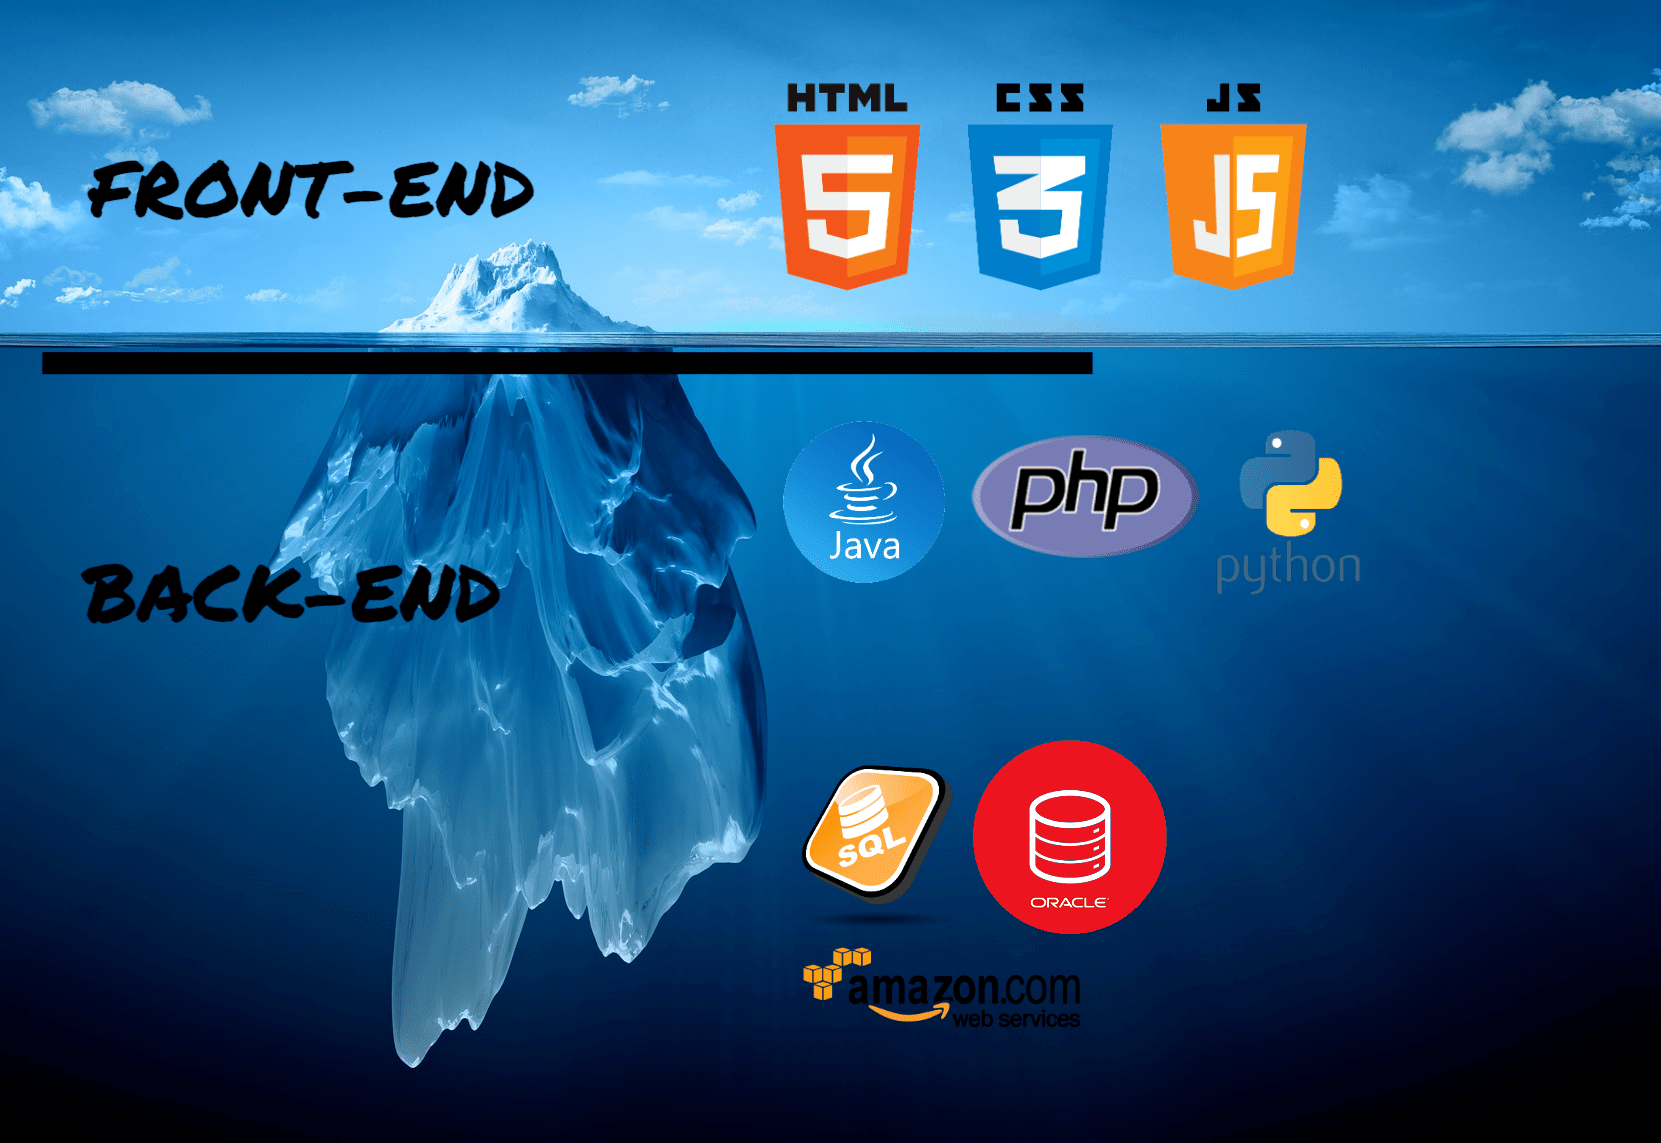 HTML CSS JS
5 3 JS
FRONT-END
Java php python
BACK-END
SQL
ORACLE
amazon.com
web services